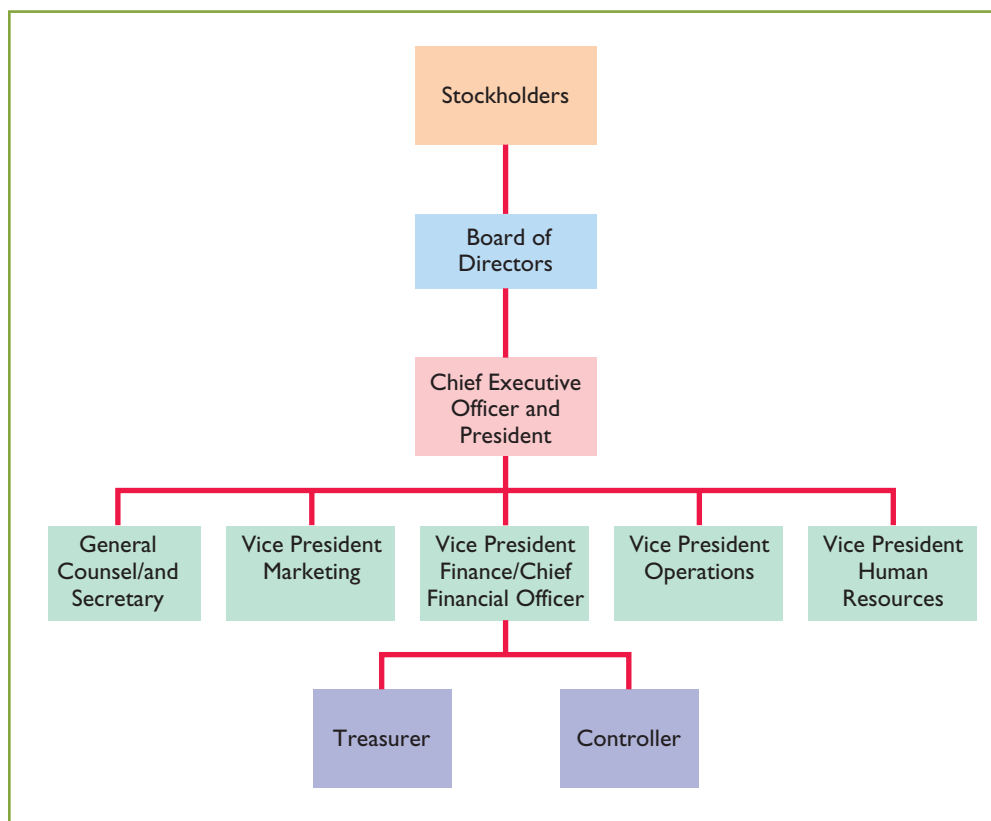 Stockholders
Board of
Directors
Chief Executive
Officer and
President
General
Counsel/and
Secretary
Vice President
Marketing
Vice President
Finance/Chief
Financial Officer
Vice President
Operations
Vice President
Human
Resources
Treasurer
Controller